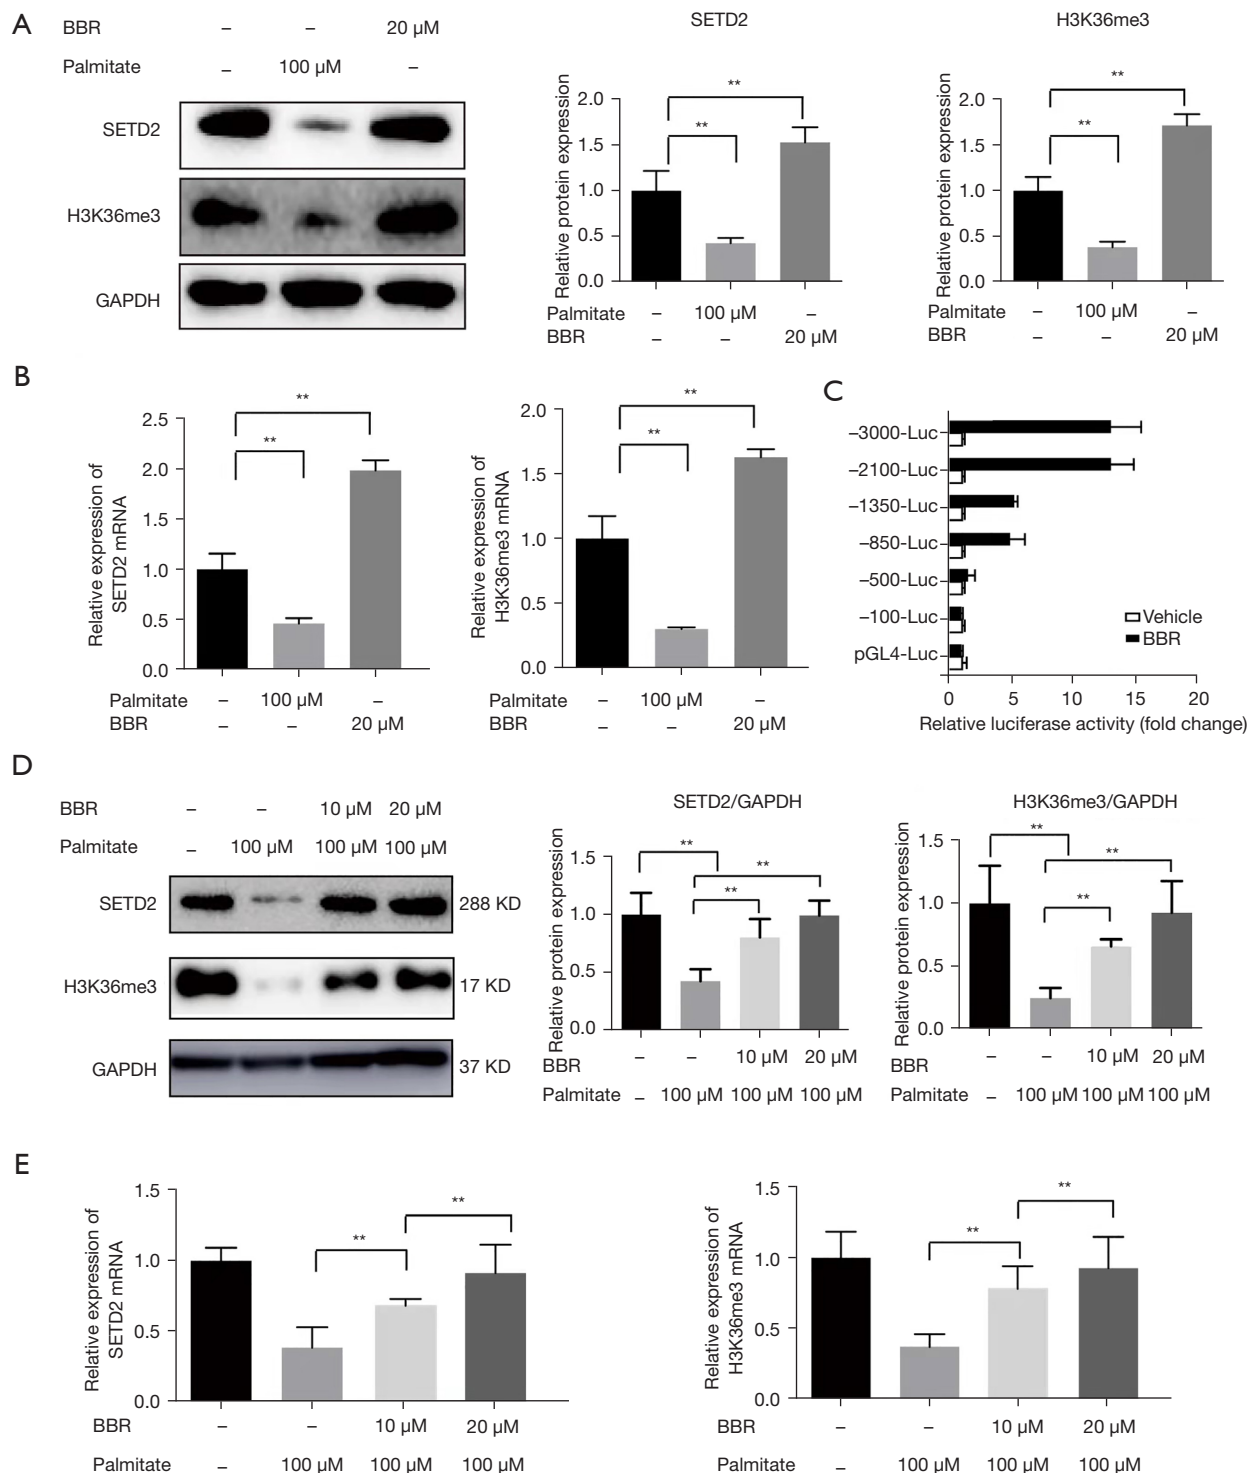 A
BBR – – 20 µM
Palmitate – 100 µM –
SETD2
H3K36me3
GAPDH
SETD2
Relative protein expression
2.0
1.5
1.0
0.5
0.0
**
**
Palmitate – 100 µM –
BBR – – 20 µM
H3K36me3
Relative protein expression
2.0
1.5
1.0
0.5
0.0
**
**
Palmitate – 100 µM –
BBR – – 20 µM
B
Relative expression of
SETD2 mRNA
2.5
2.0
1.5
1.0
0.5
0.0
**
**
Palmitate – 100 µM –
BBR – – 20 µM
Relative expression of
H3K36me3 mRNA
2.0
1.5
1.0
0.5
0.0
**
**
Palmitate – 100 µM –
BBR – – 20 µM
C
–3000-Luc
–2100-Luc
–1350-Luc
–850-Luc
–500-Luc
–100-Luc
pGL4-Luc
Vehicle
BBR
0 5 10 15 20
Relative luciferase activity (fold change)
D
BBR – – 10 µM 20 µM
Palmitate – 100 µM 100 µM 100 µM
SETD2 288 KD
H3K36me3 17 KD
GAPDH 37 KD
SETD2/GAPDH
Relative protein expression
1.5
1.0
0.5
0.0
**
**
**
BBR – – 10 µM 20 µM
Palmitate – 100 µM 100 µM 100 µM
H3K36me3/GAPDH
Relative protein expression
1.5
1.0
0.5
0.0
**
**
**
BBR – – 10 µM 20 µM
Palmitate – 100 µM 100 µM 100 µM
E
Relative expression of
SETD2 mRNA
1.5
1.0
0.5
0.0
**
**
BBR – – 10 µM 20 µM
Palmitate – 100 µM 100 µM 100 µM
Relative expression of
H3K36me3 mRNA
1.5
1.0
0.5
0.0
**
**
BBR – – 10 µM 20 µM
Palmitate – 100 µM 100 µM 100 µM